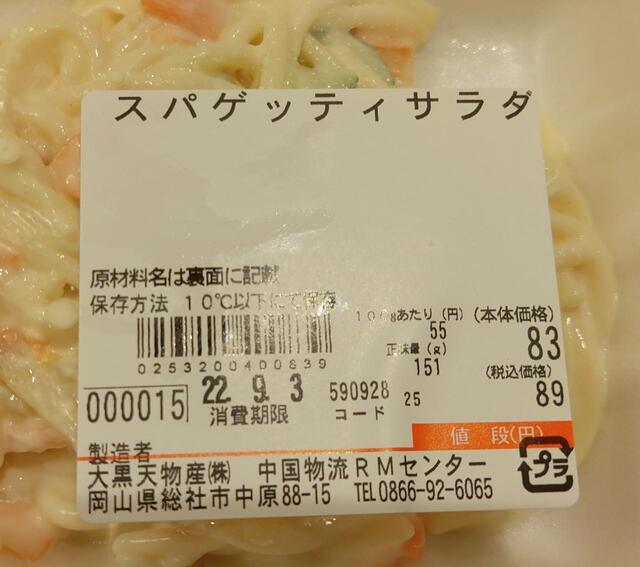 スパゲッティサラダ
原材料名は裏面に記載
保存方法 10℃以下にて保存
100gあたり(円) (本体価格)
55 83
正味量(g)
151 (税込価格)
0253200400839
000015 22.9.3 590928 25 89
消費期限 コード
値 段(円)
製造者
大黒天物産(株) 中国物流RMセンター
岡山県総社市中原88-15 TEL0866-92-6065
プラ